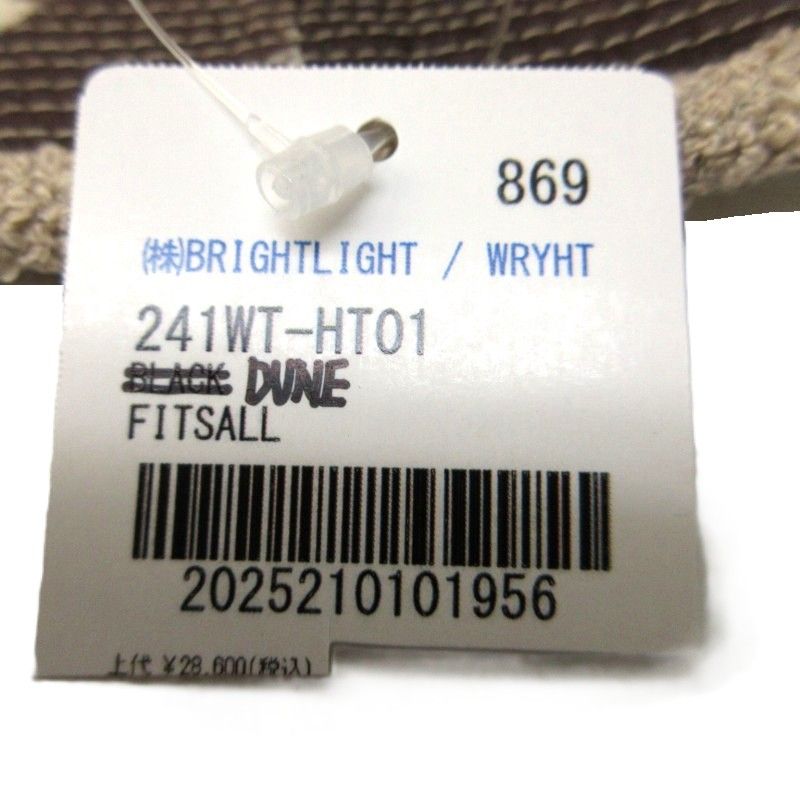 869
㈱BRIGHTLIGHT / WRYHT
241WT-HT01
BLACK DUNE
FITSALL
2025210101956
上代 ¥28,600(税込)